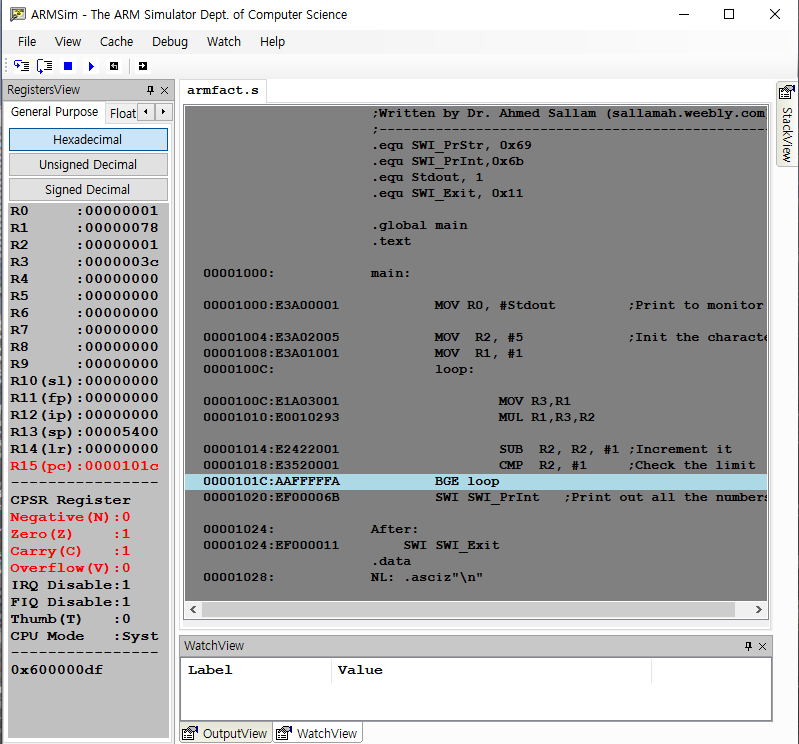 ARMSim - The ARM Simulator Dept. of Computer Science
File View Cache Debug Watch Help
RegistersView
General Purpose Float
Hexadecimal
Unsigned Decimal
Signed Decimal
R0 :00000001
R1 :00000078
R2 :00000001
R3 :0000003c
R4 :00000000
R5 :00000000
R6 :00000000
R7 :00000000
R8 :00000000
R9 :00000000
R10(sl):00000000
R11(fp):00000000
R12(ip):00000000
R13(sp):00005400
R14(lr):00000000
R15(pc):0000101c
----------------
CPSR Register
Negative(N):0
Zero(Z) :1
Carry(C) :1
Overflow(V):0
IRQ Disable:1
FIQ Disable:1
Thumb(T) :0
CPU Mode :Syst
----------------
0x600000df
armfact.s
;Written by Dr. Ahmed Sallam (sallamah.weebly.com
;-------------------------------------------------
.equ SWI_PrStr, 0x69
.equ SWI_PrInt,0x6b
.equ Stdout, 1
.equ SWI_Exit, 0x11
.global main
.text
00001000: main:
00001000:E3A00001 MOV R0, #Stdout ;Print to monitor
00001004:E3A02005 MOV R2, #5 ;Init the characte
00001008:E3A01001 MOV R1, #1
0000100C: loop:
0000100C:E1A03001 MOV R3,R1
00001010:E0010293 MUL R1,R3,R2
00001014:E2422001 SUB R2, R2, #1 ;Increment it
00001018:E3520001 CMP R2, #1 ;Check the limit
0000101C:AAFFFFFA BGE loop
00001020:EF00006B SWI SWI_PrInt ;Print out all the numbers
00001024: After:
00001024:EF000011 SWI SWI_Exit
.data
00001028: NL: .asciz"\n"
StackView
WatchView
Label Value
OutputView WatchView